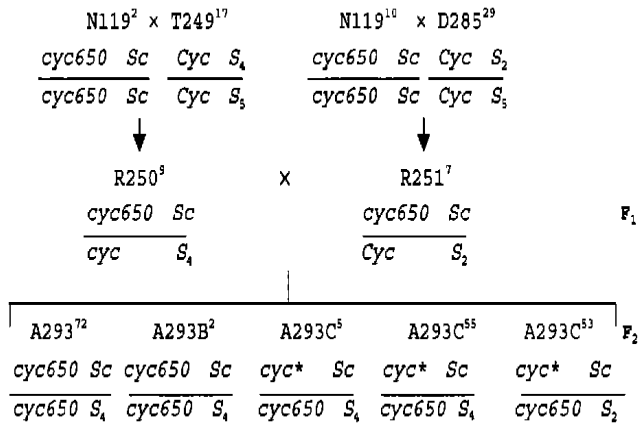 N119² × T249¹⁷ N119¹⁰ × D285²⁹
cyc650 Sc Cyc S₄ cyc650 Sc Cyc S₂
cyc650 Sc Cyc S₅ cyc650 Sc Cyc S₅
R250⁹ × R251⁷
cyc650 Sc cyc650 Sc F₁
cyc S₄ Cyc S₂
A293⁷² A293B² A293C⁵ A293C⁵⁵ A293C⁵³ F₂
cyc650 Sc cyc650 Sc cyc* Sc cyc* Sc cyc* Sc
cyc650 S₄ cyc650 S₄ cyc650 S₄ cyc650 S₄ cyc650 S₂